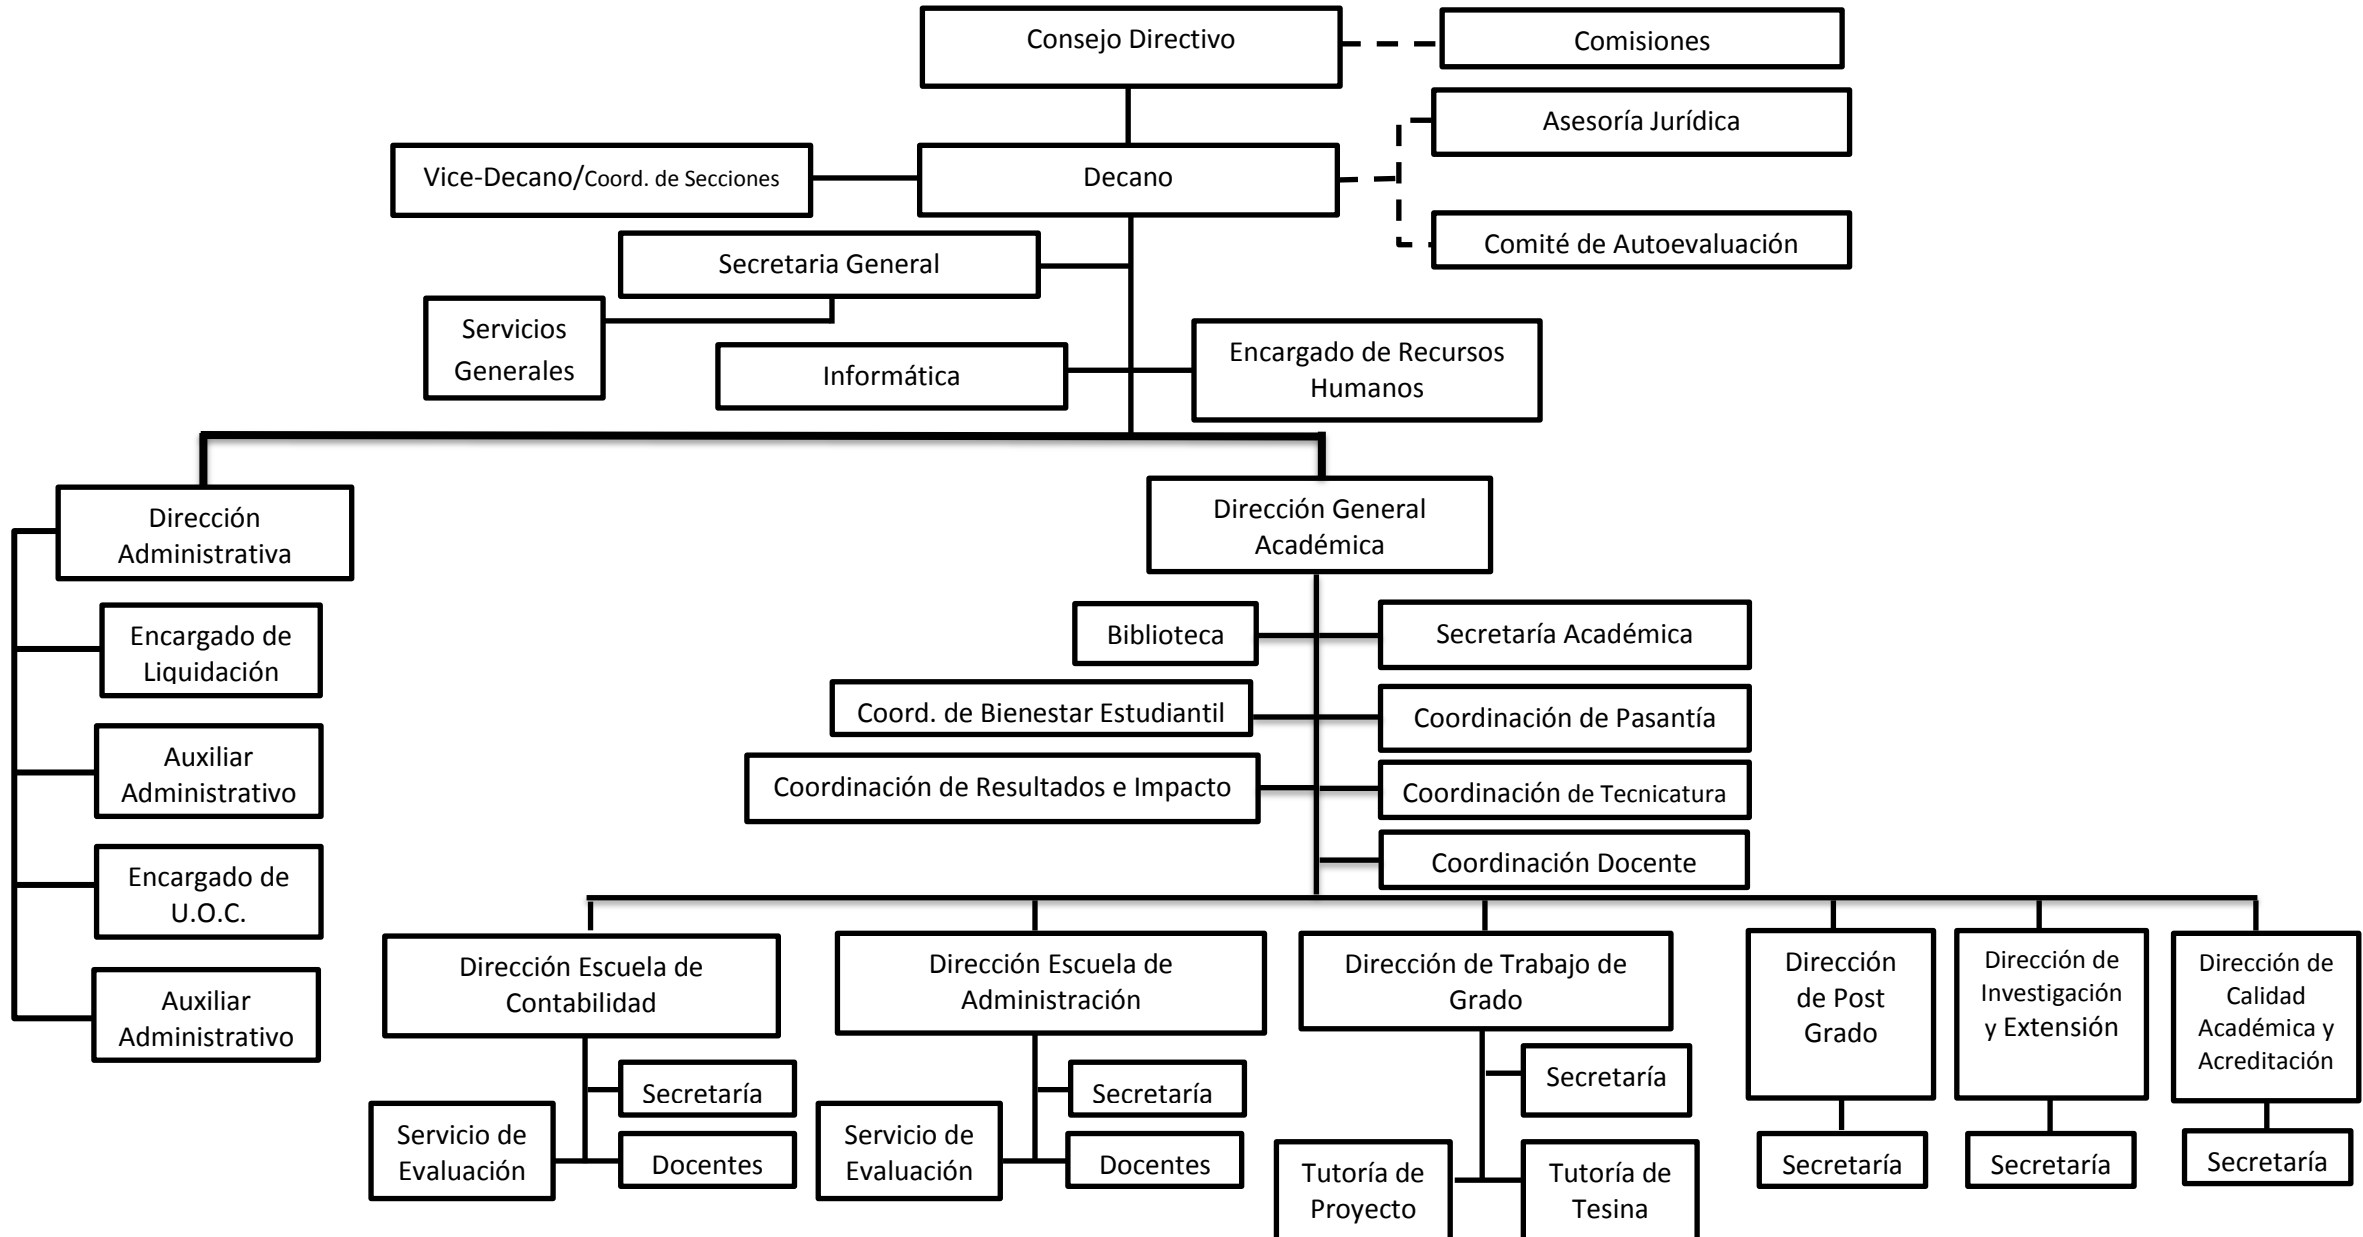 Consejo Directivo
Comisiones
Asesoría Jurídica
Vice-Decano/Coord. de Secciones
Decano
Comité de Autoevaluación
Secretaria General
Servicios
Generales
Informática
Encargado de Recursos
Humanos
Dirección
Administrativa
Dirección General
Académica
Encargado de
Liquidación
Biblioteca
Secretaría Académica
Coord. de Bienestar Estudiantil
Coordinación de Pasantía
Auxiliar
Administrativo
Coordinación de Resultados e Impacto
Coordinación de Tecnicatura
Coordinación Docente
Encargado de
U.O.C.
Auxiliar
Administrativo
Dirección Escuela de
Contabilidad
Dirección Escuela de
Administración
Dirección de Trabajo de
Grado
Dirección
de Post
Grado
Dirección de
Investigación
y Extensión
Dirección de
Calidad
Académica y
Acreditación
Secretaría
Servicio de
Evaluación
Docentes
Secretaría
Servicio de
Evaluación
Docentes
Secretaría
Tutoría de
Proyecto
Tutoría de
Tesina
Secretaría
Secretaría
Secretaría